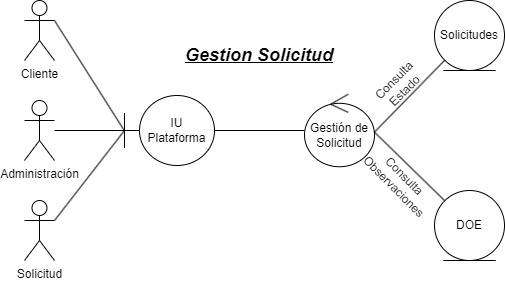 Gestion Solicitud
Cliente
Administración
Solicitud
IU
Plataforma
Gestión de
Solicitud
Consulta
Estado
Consulta
Observaciones
Solicitudes
DOE